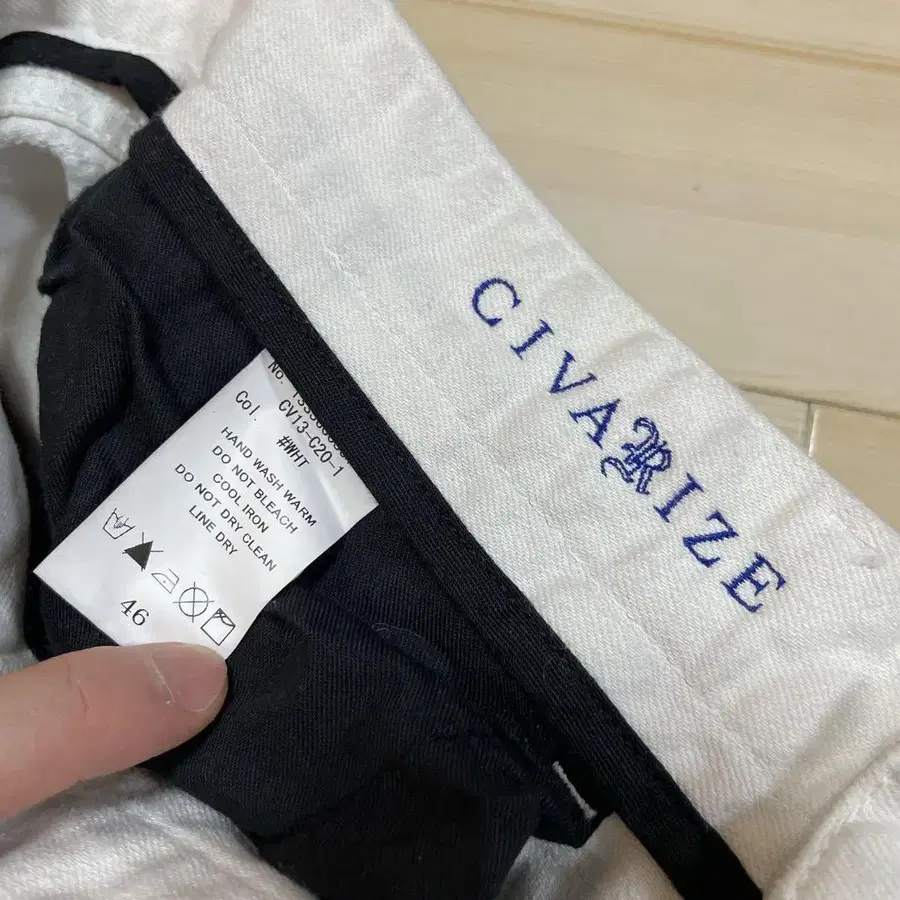 CIVARIZE
No.
CV13-C20-1
Col. #WHT
HAND WASH WARM
DO NOT BLEACH
COOL IRON
DO NOT DRY CLEAN
LINE DRY
46